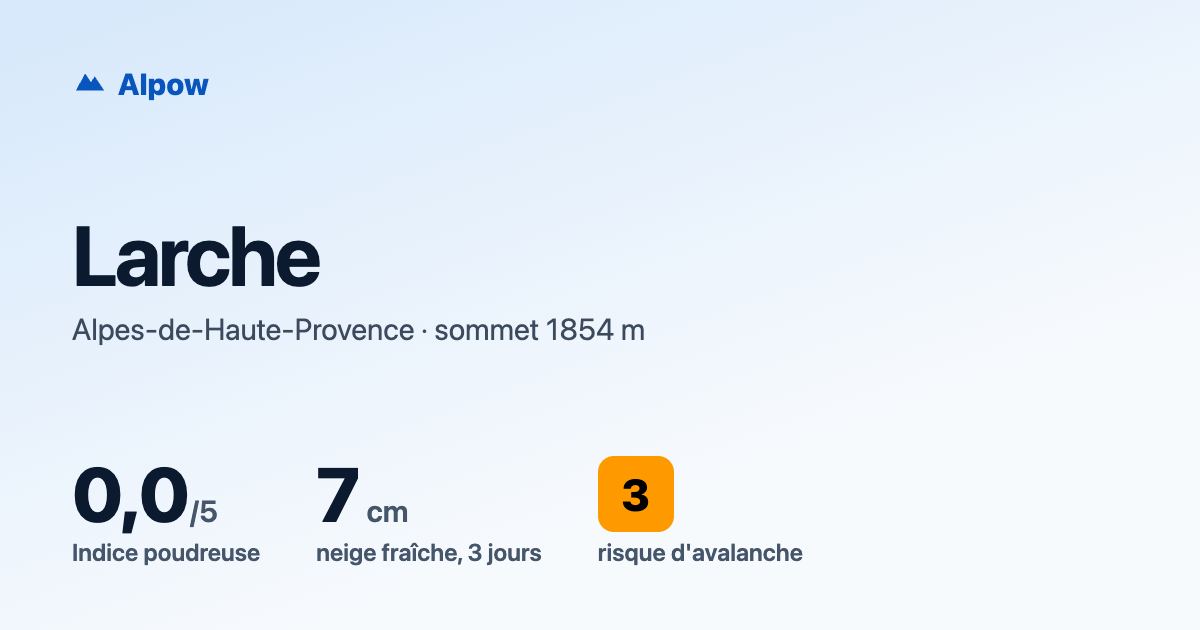 Alpow
Larche
Alpes-de-Haute-Provence · sommet 1854 m
0,0/5
Indice poudreuse
7 cm
neige fraîche, 3 jours
3
risque d'avalanche